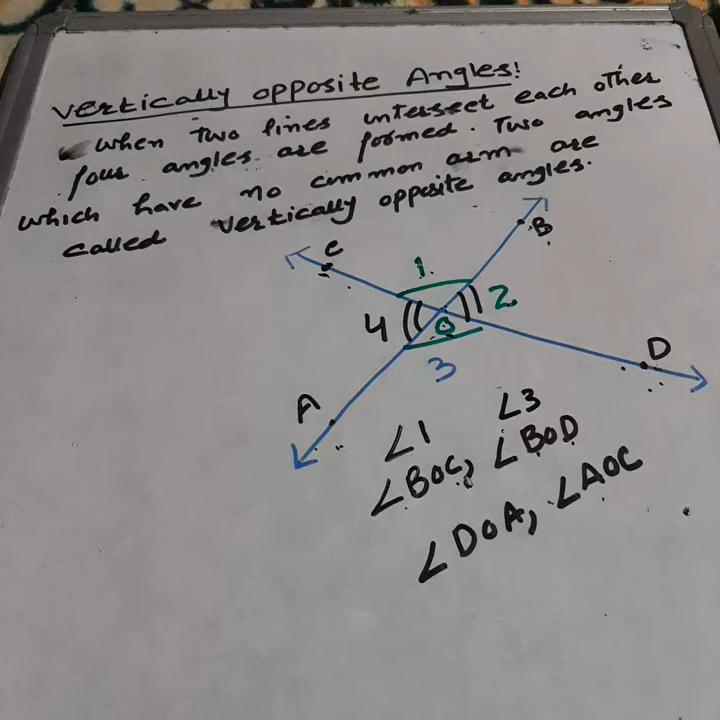 Vertically opposite Angles:
when two lines intersect each other
four angles are formed. Two angles
which have no common arm are
called vertically opposite angles.
C
B
1.
4
2
O
3
D
A
∠1 ∠3
∠BOC, ∠BOD
∠DOA, ∠AOC